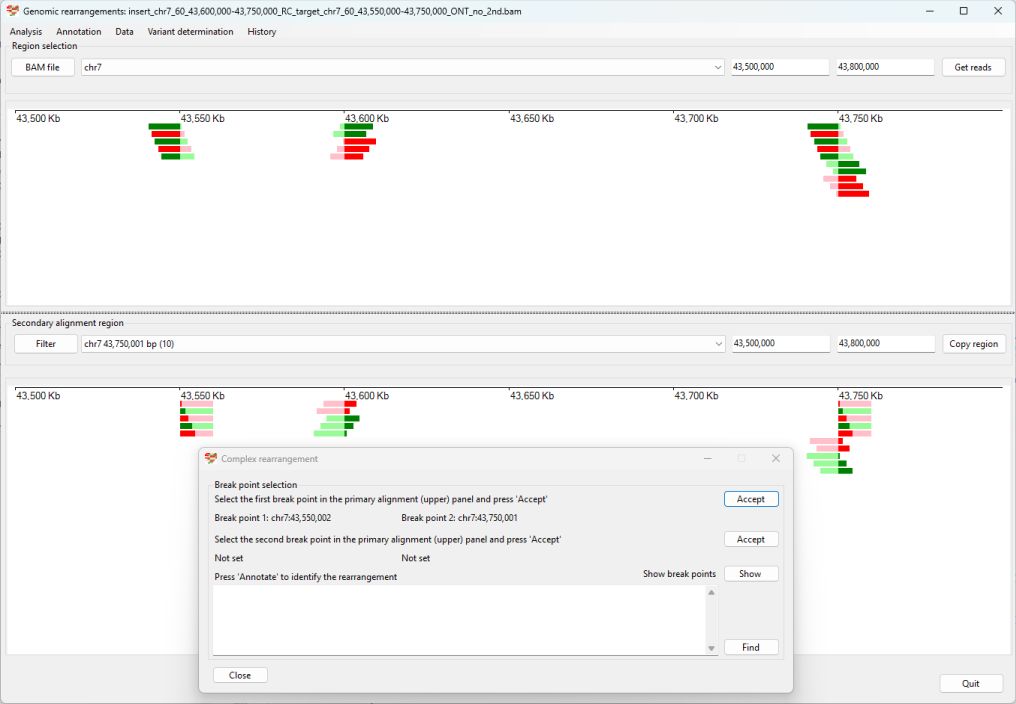 Genomic rearrangements: insert_chr7_60_43,600,000-43,750,000_RC_target_chr7_60_43,550,000-43,750,000_ONT_no_2nd.bam
Analysis Annotation Data Variant determination History
Region selection
BAM file chr7 43,500,000 43,800,000 Get reads
43,500 Kb 43,550 Kb 43,600 Kb 43,650 Kb 43,700 Kb 43,750 Kb
Secondary alignment region
Filter chr7 43,750,001 bp (10) 43,500,000 43,800,000 Copy region
43,500 Kb 43,550 Kb 43,600 Kb 43,650 Kb 43,700 Kb 43,750 Kb
Complex rearrangement
Break point selection
Select the first break point in the primary alignment (upper) panel and press 'Accept' Accept
Break point 1: chr7:43,550,002 Break point 2: chr7:43,750,001
Select the second break point in the primary alignment (upper) panel and press 'Accept' Accept
Not set Not set
Press 'Annotate' to identify the rearrangement Show break points Show
Find
Close
Quit